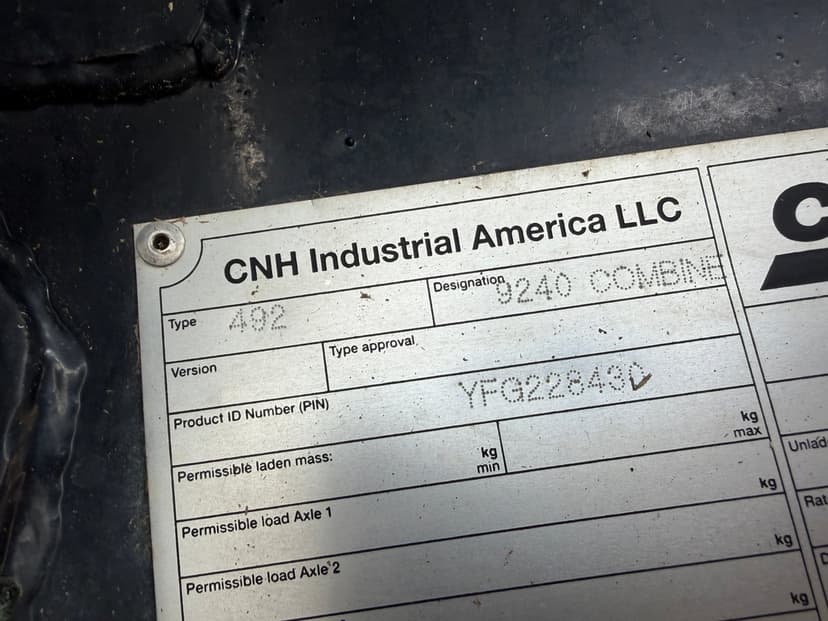 CNH Industrial America LLC
Type 492
Designation 9240 COMBINE
Version
Type approval
Product ID Number (PIN)
Permissible laden mass: kg min
kg max
Permissible load Axle 1 kg
Permissible load Axle 2 kg
kg